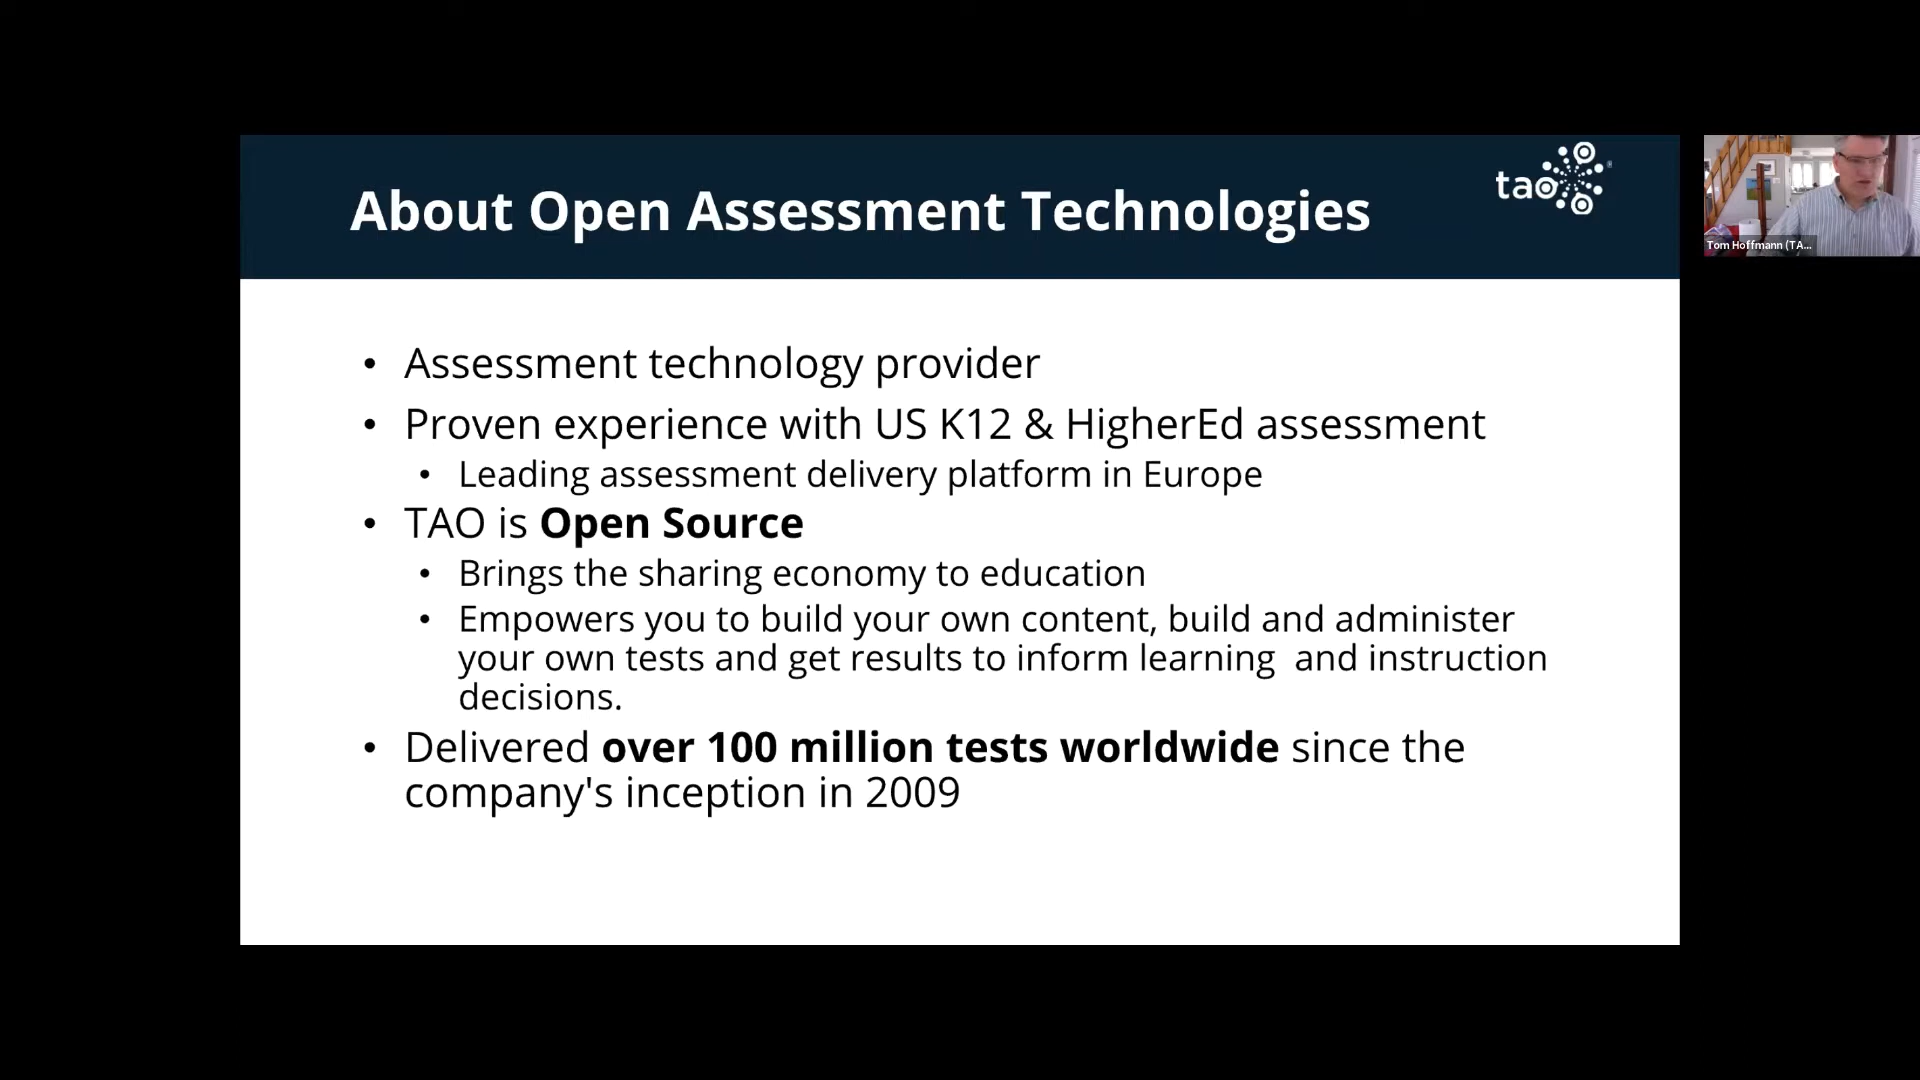 About Open Assessment Technologies
tao
Tom Hoffmann (TA...
• Assessment technology provider
• Proven experience with US K12 & HigherEd assessment
• Leading assessment delivery platform in Europe
• TAO is Open Source
• Brings the sharing economy to education
• Empowers you to build your own content, build and administer
your own tests and get results to inform learning  and instruction
decisions.
• Delivered over 100 million tests worldwide since the
company's inception in 2009